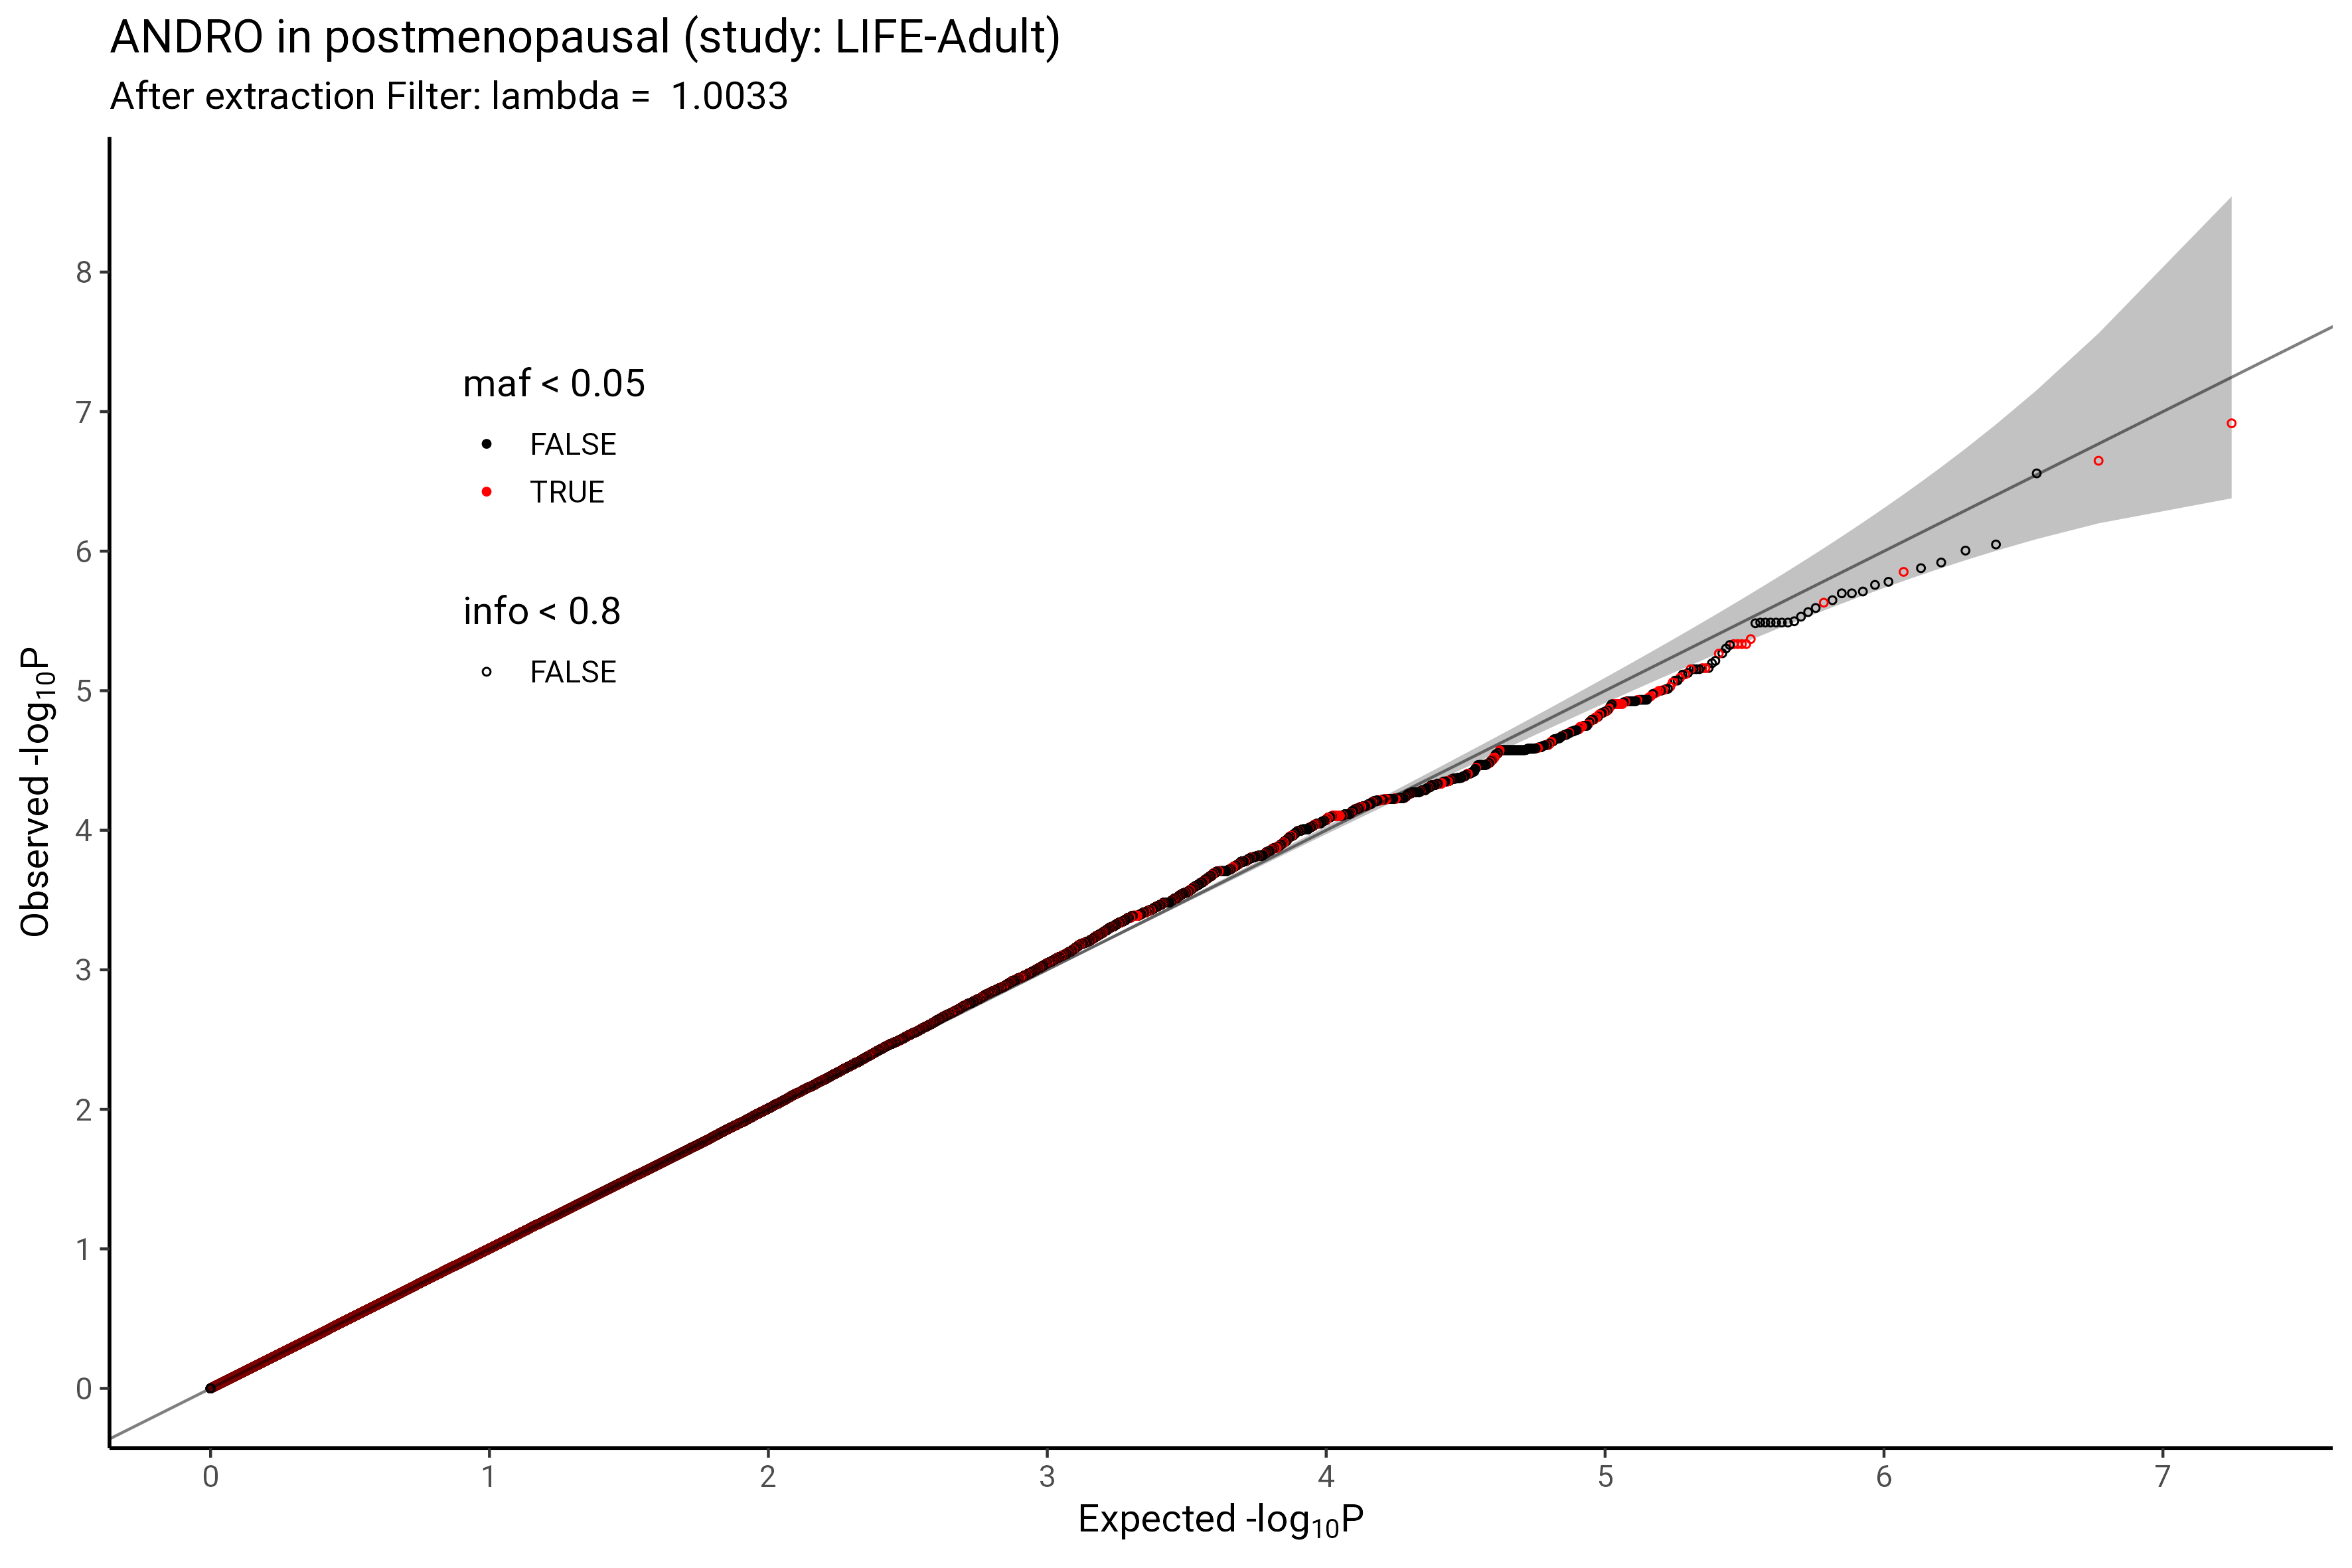 ANDRO in postmenopausal (study: LIFE-Adult)
After extraction Filter: lambda =  1.0033
8
7
6
5
4
3
2
1
0
Observed -log10P
maf < 0.05
FALSE
TRUE
info < 0.8
FALSE
0 1 2 3 4 5 6 7
Expected -log10P